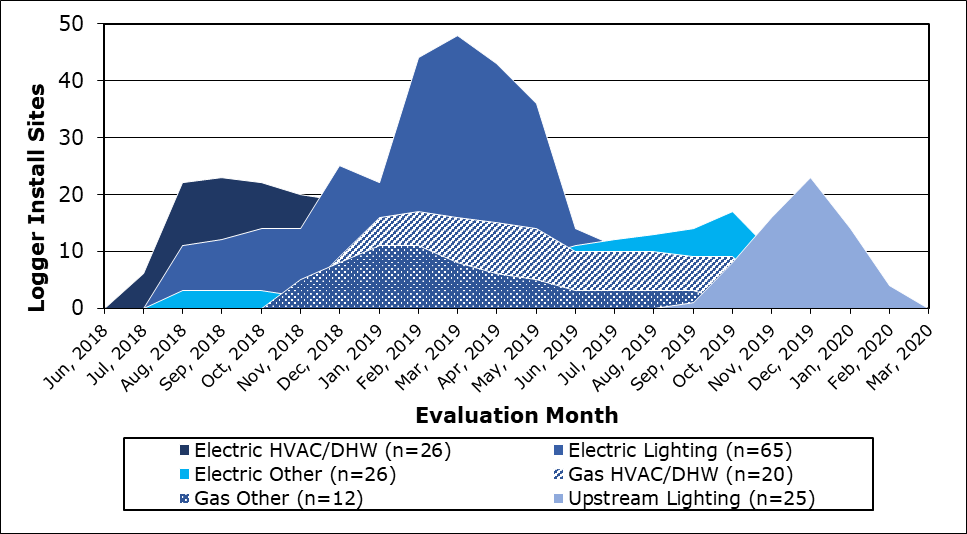 50
40
30
20
10
0
Logger Install Sites
Jun, 2018
Jul, 2018
Aug, 2018
Sep, 2018
Oct, 2018
Nov, 2018
Dec, 2018
Jan, 2019
Feb, 2019
Mar, 2019
Apr, 2019
May, 2019
Jun, 2019
Jul, 2019
Aug, 2019
Sep, 2019
Oct, 2019
Nov, 2019
Dec, 2019
Jan, 2020
Feb, 2020
Mar, 2020
Evaluation Month
Electric HVAC/DHW (n=26)
Electric Lighting (n=65)
Electric Other (n=26)
Gas HVAC/DHW (n=20)
Gas Other (n=12)
Upstream Lighting (n=25)